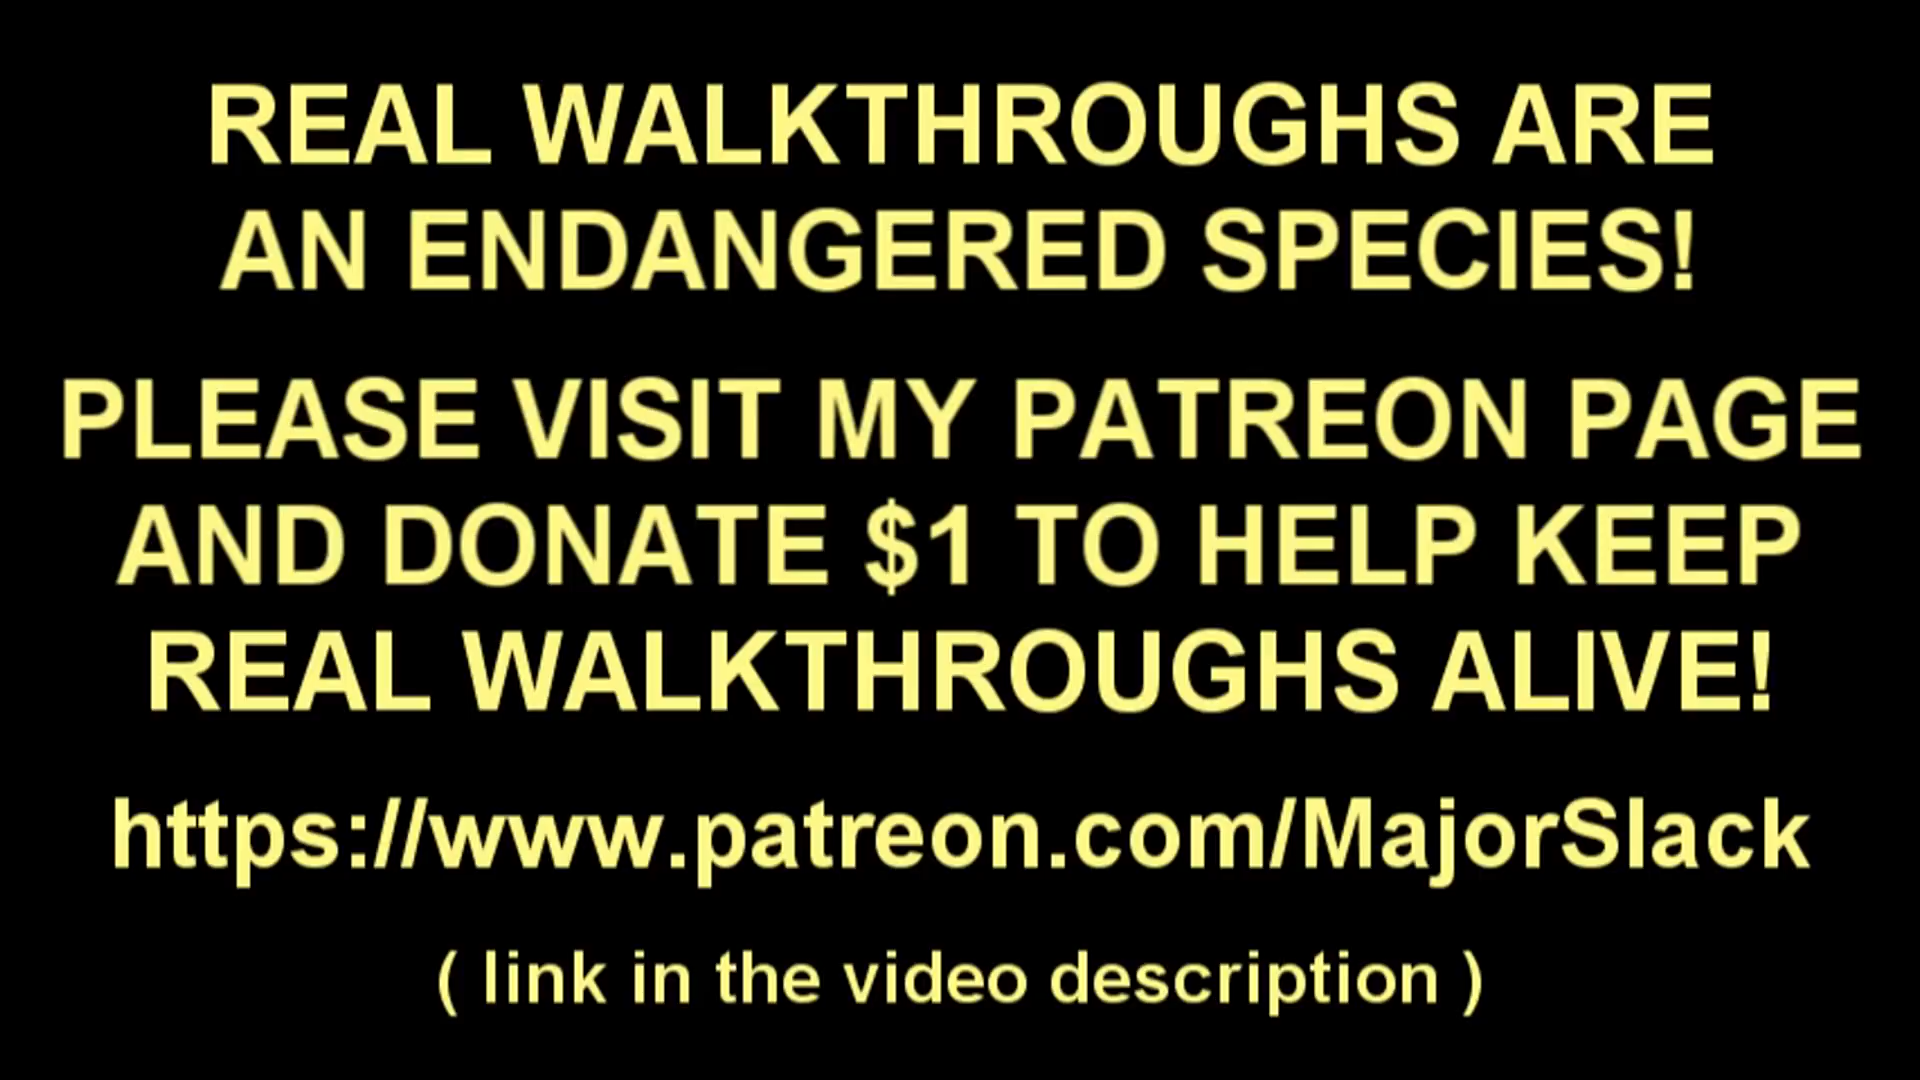 REAL WALKTHROUGHS ARE
AN ENDANGERED SPECIES!
PLEASE VISIT MY PATREON PAGE
AND DONATE $1 TO HELP KEEP
REAL WALKTHROUGHS ALIVE!
https://www.patreon.com/MajorSlack
( link in the video description )